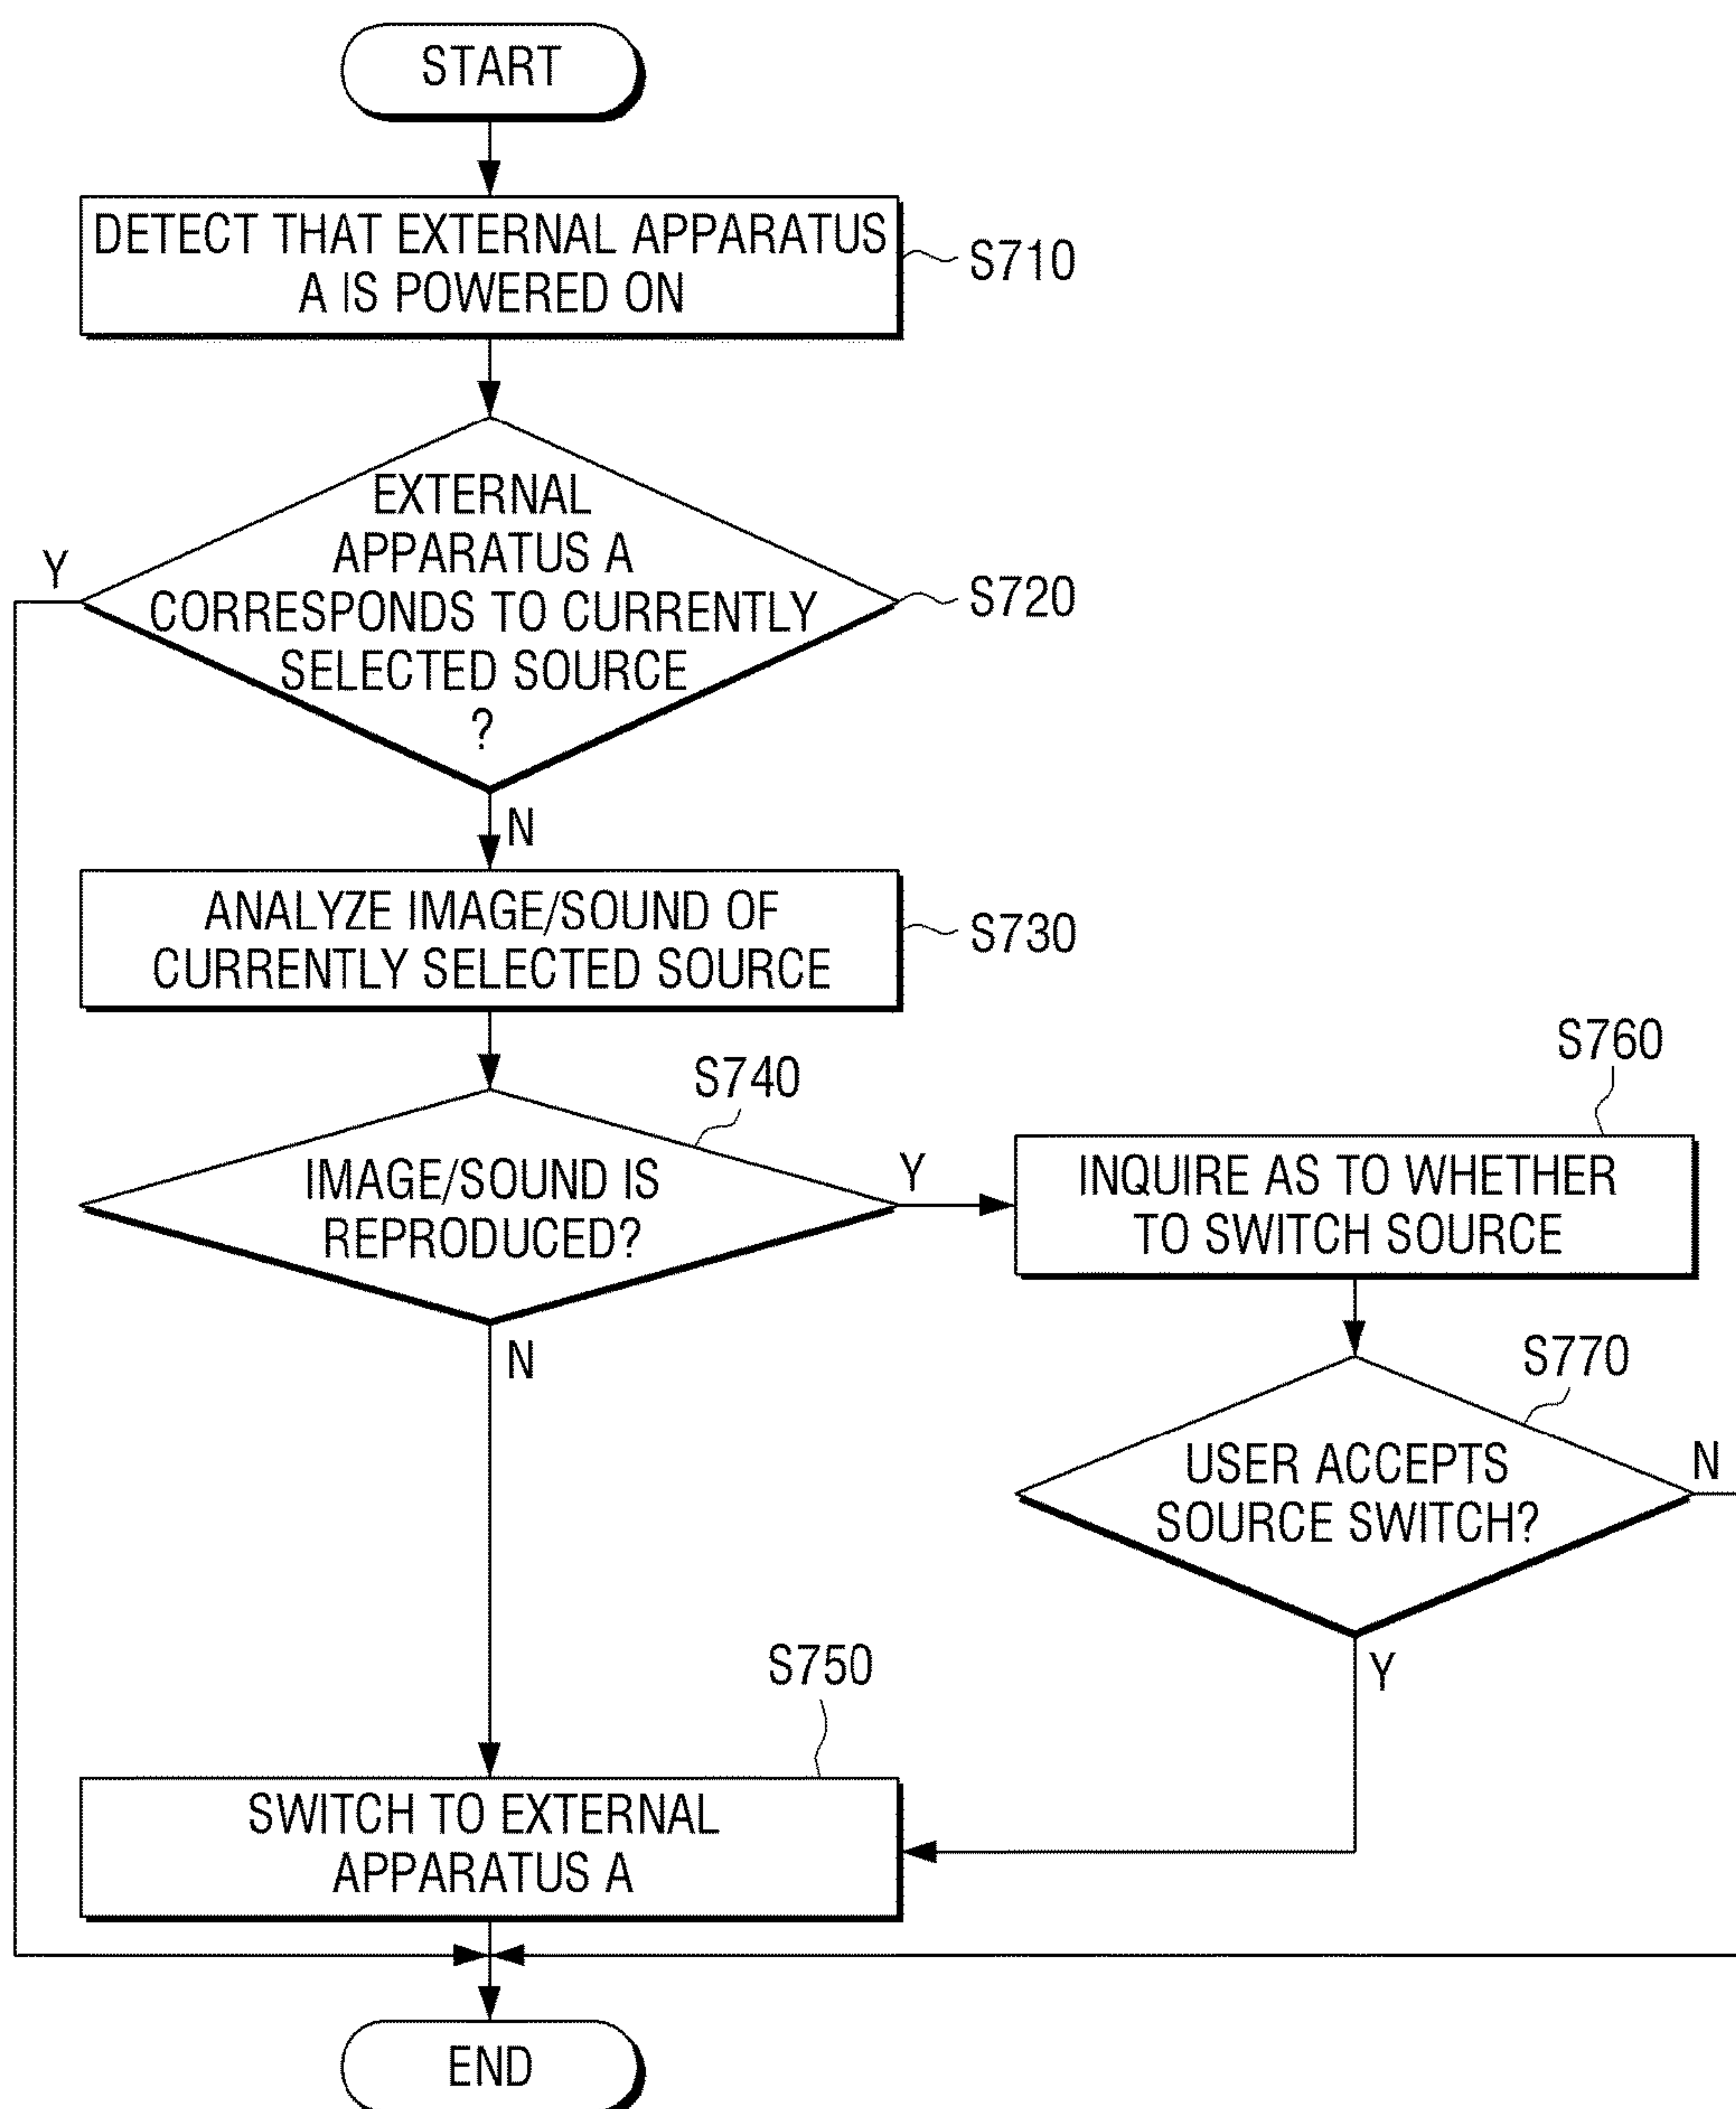 START
DETECT THAT EXTERNAL APPARATUS
A IS POWERED ON
S710
EXTERNAL
APPARATUS A
CORRESPONDS TO CURRENTLY
SELECTED SOURCE
?
Y
S720
N
ANALYZE IMAGE/SOUND OF
CURRENTLY SELECTED SOURCE
S730
S740
IMAGE/SOUND IS
REPRODUCED?
Y
N
S760
INQUIRE AS TO WHETHER
TO SWITCH SOURCE
S770
USER ACCEPTS
SOURCE SWITCH?
N
Y
S750
SWITCH TO EXTERNAL
APPARATUS A
END